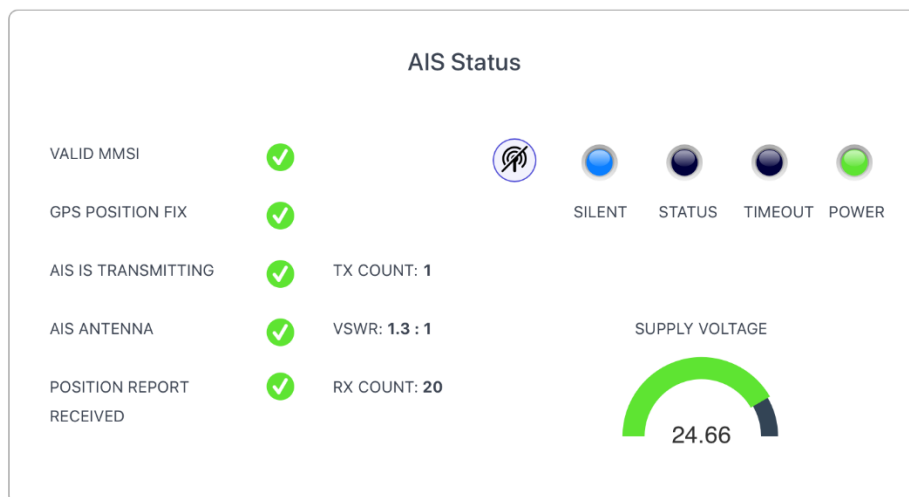 AIS Status
VALID MMSI
GPS POSITION FIX
SILENT STATUS TIMEOUT POWER
AIS IS TRANSMITTING TX COUNT: 1
AIS ANTENNA VSWR: 1.3 : 1
SUPPLY VOLTAGE
POSITION REPORT
RECEIVED
RX COUNT: 20
24.66